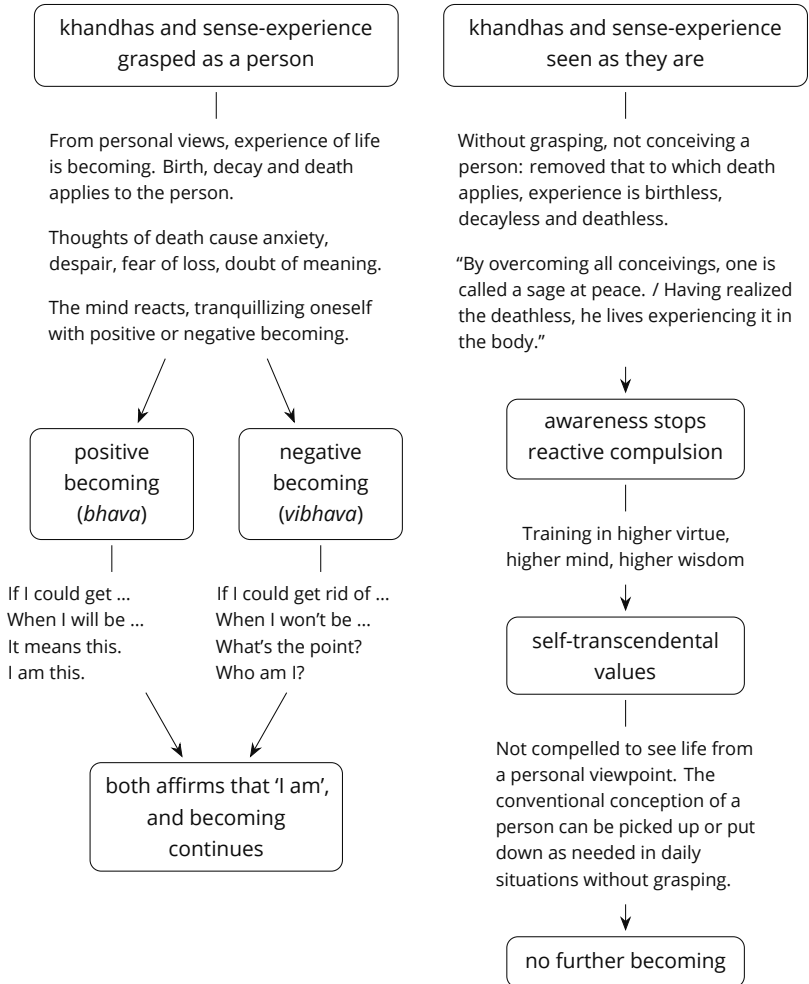 khandhas and sense-experience
grasped as a person
From personal views, experience of life
is becoming. Birth, decay and death
applies to the person.
Thoughts of death cause anxiety,
despair, fear of loss, doubt of meaning.
The mind reacts, tranquillizing oneself
with positive or negative becoming.
positive
becoming
(bhava)
negative
becoming
(vibhava)
If I could get ...
When I will be ...
It means this.
I am this.
If I could get rid of ...
When I won't be ...
What's the point?
Who am I?
both affirms that ‘I am’,
and becoming
continues
khandhas and sense-experience
seen as they are
Without grasping, not conceiving a
person: removed that to which death
applies, experience is birthless,
decayless and deathless.
“By overcoming all conceivings, one is
called a sage at peace. / Having realized
the deathless, he lives experiencing it in
the body.”
awareness stops
reactive compulsion
Training in higher virtue,
higher mind, higher wisdom
self-transcendental
values
Not compelled to see life from
a personal viewpoint. The
conventional conception of a
person can be picked up or put
down as needed in daily
situations without grasping.
no further becoming